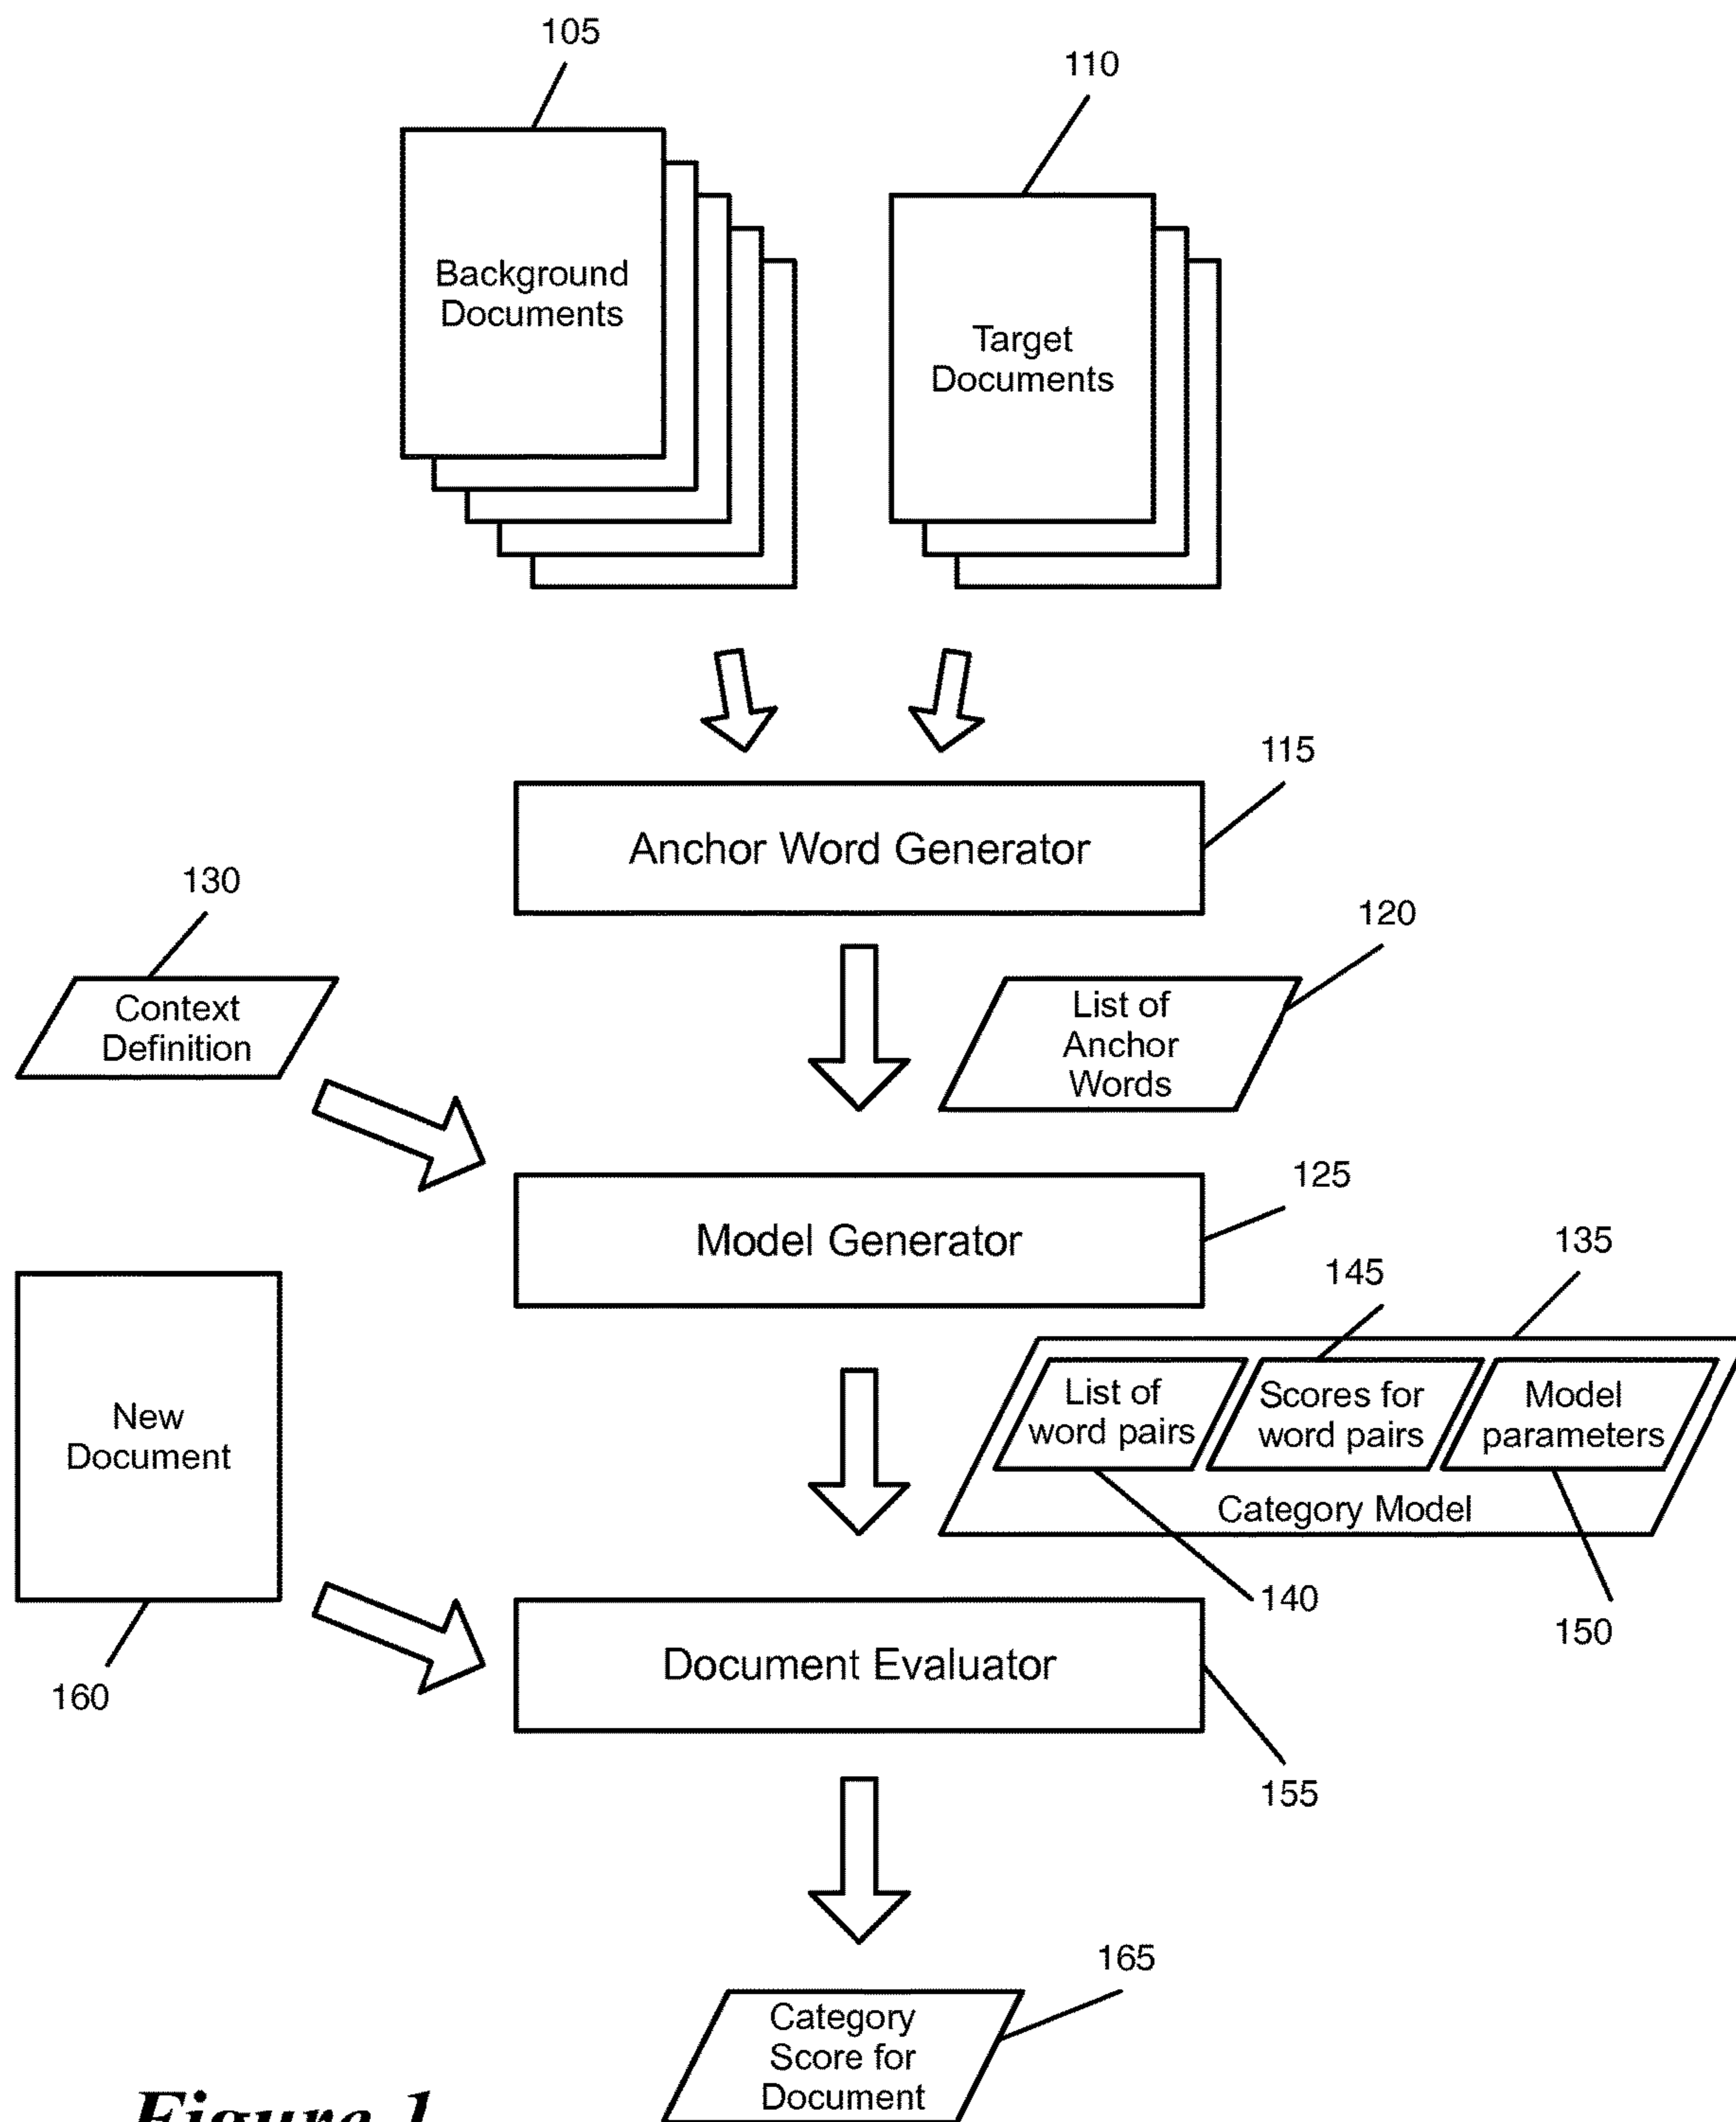 105
110
Background
Documents
Target
Documents
115
Anchor Word Generator
130
120
Context
Definition
List of
Anchor
Words
125
Model Generator
135
145
List of
word pairs
Scores for
word pairs
Model
parameters
Category Model
New
Document
140
150
160
Document Evaluator
155
165
Category
Score for
Document
Figure 1